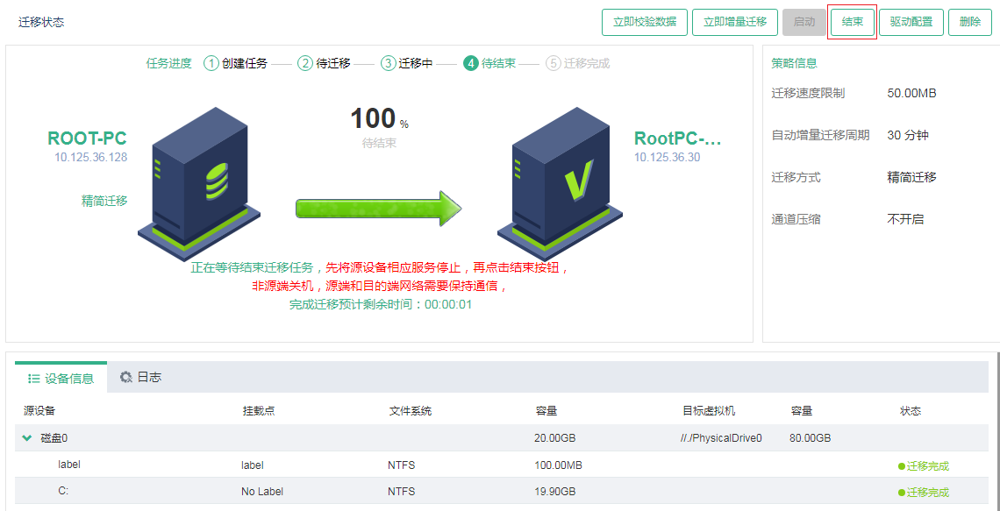 迁移状态
立即校验数据 立即增量迁移 启动 结束 驱动配置 删除
任务进度 1 创建任务 2 待迁移 3 迁移中 4 待结束 5 迁移完成
100 %
待结束
ROOT-PC
10.125.36.128
精简迁移
RootPC-...
10.125.36.30
正在等待结束迁移任务，先将源设备相应服务停止，再点击结束按钮，
非源端关机，源端和目的端网络需要保持通信，
完成迁移预计剩余时间：00:00:01
策略信息
迁移速度限制 50.00MB
自动增量迁移周期 30 分钟
迁移方式 精简迁移
通道压缩 不开启
设备信息 日志
源设备 挂载点 文件系统 容量 目标虚拟机 容量 状态
磁盘0 20.00GB //./PhysicalDrive0 80.00GB
label label NTFS 100.00MB 迁移完成
C: No Label NTFS 19.90GB 迁移完成